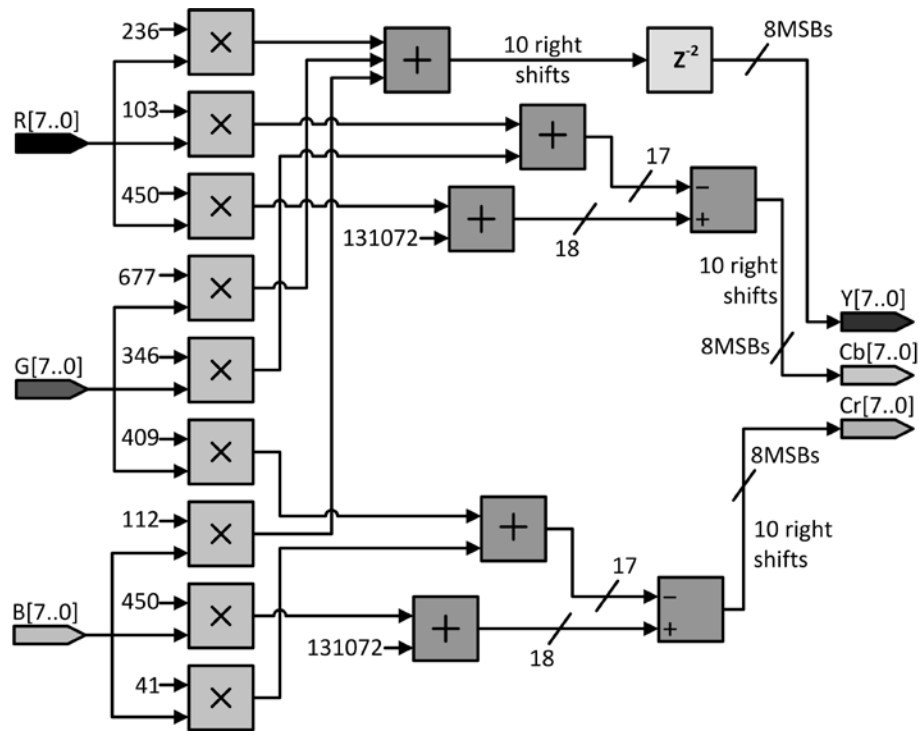 236
8MSBs
10 right
shifts
Z-2
+
×
R[7..0]
103
×
+
17
−
+
450
×
+
131072
18
10 right
shifts
677
×
Y[7..0]
8MSBs
Cb[7..0]
346
×
G[7..0]
Cr[7..0]
409
×
8MSBs
112
×
+
10 right
shifts
17
−
+
450
×
B[7..0]
+
131072
18
41
×